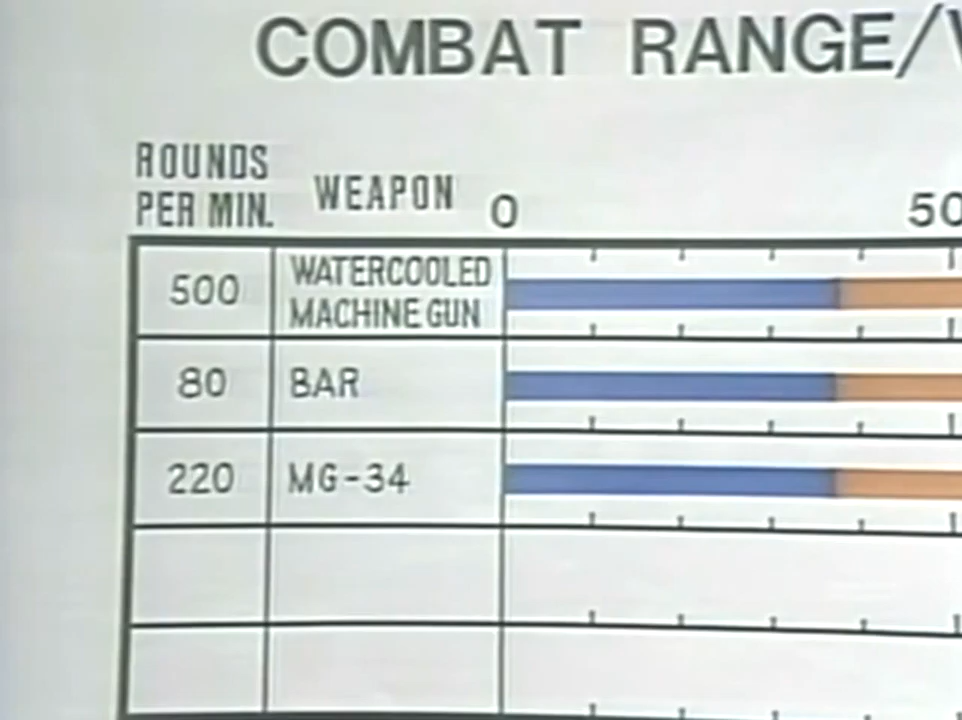 COMBAT RANGE/
ROUNDS
PER MIN.
WEAPON
0
50
500
WATERCOOLED
MACHINE GUN
80
BAR
220
MG-34